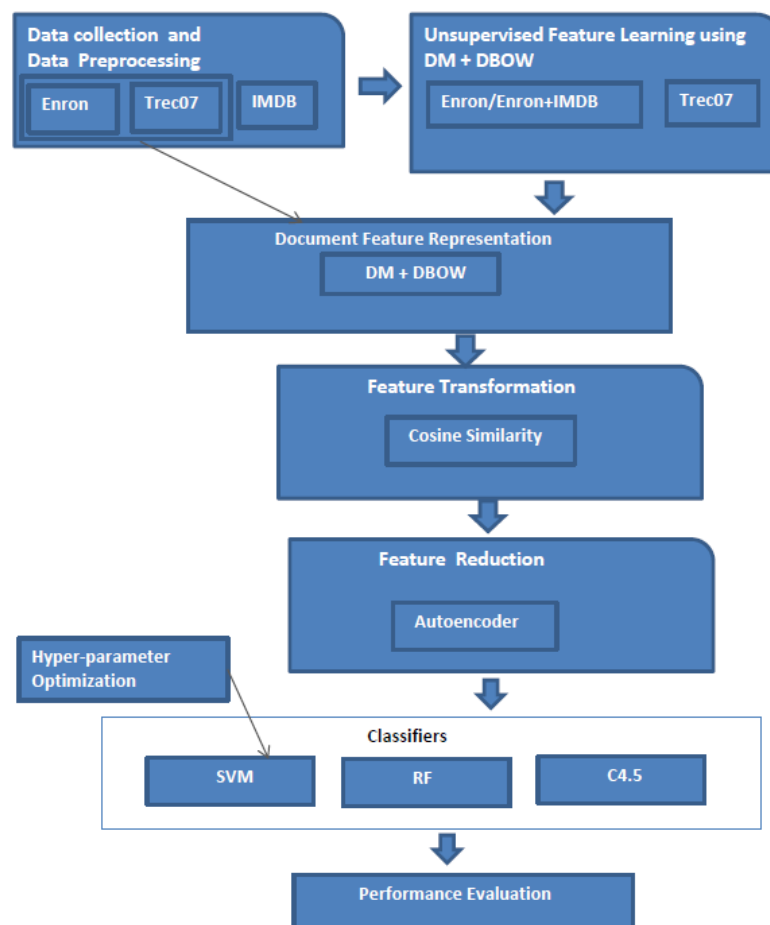 Data collection and
Data Preprocessing
Enron
Trec07
IMDB
Unsupervised Feature Learning using
DM + DBOW
Enron/Enron+IMDB
Trec07
Document Feature Representation
DM + DBOW
Feature Transformation
Cosine Similarity
Feature Reduction
Autoencoder
Hyper-parameter
Optimization
Classifiers
SVM
RF
C4.5
Performance Evaluation